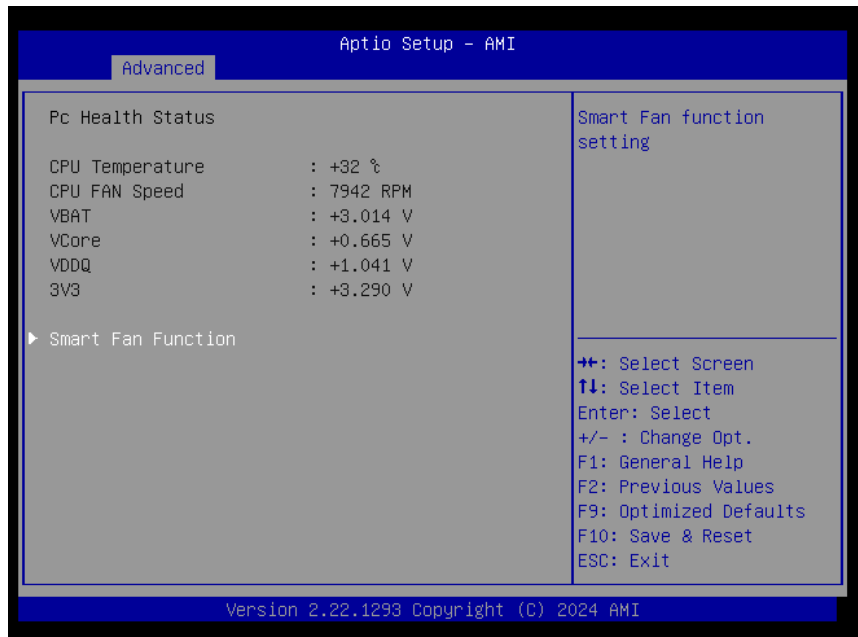 Aptio Setup – AMI
Advanced
Pc Health Status
CPU Temperature : +32 ℃
CPU FAN Speed : 7942 RPM
VBAT : +3.014 V
VCore : +0.665 V
VDDQ : +1.041 V
3V3 : +3.290 V
▶ Smart Fan Function
Smart Fan function
setting
→←: Select Screen
↑↓: Select Item
Enter: Select
+/- : Change Opt.
F1: General Help
F2: Previous Values
F9: Optimized Defaults
F10: Save & Reset
ESC: Exit
Version 2.22.1293 Copyright (C) 2024 AMI